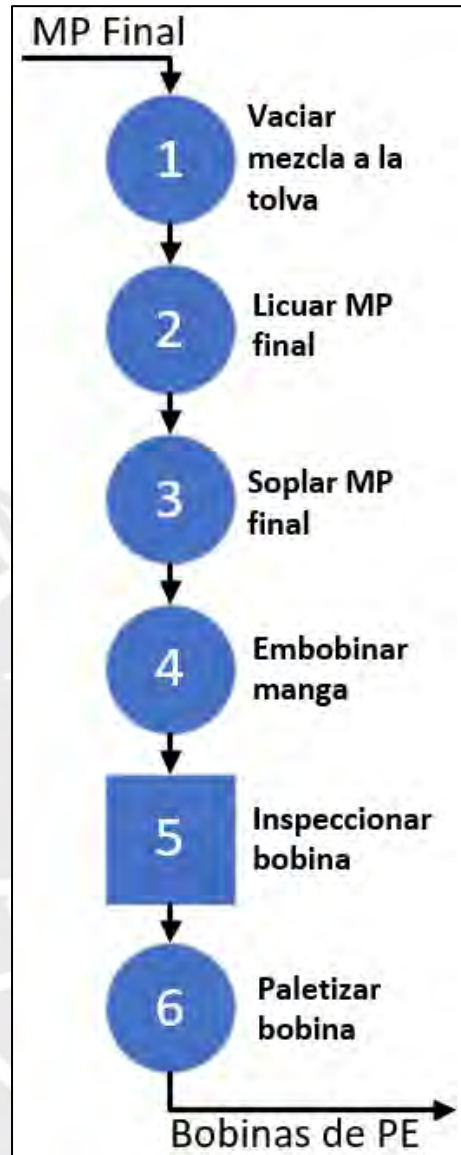 MP Final
1
Vaciar
mezcla a la
tolva
2
Licuar MP
final
3
Soplar MP
final
4
Embobinar
manga
5
Inspeccionar
bobina
6
Paletizar
bobina
Bobinas de PE